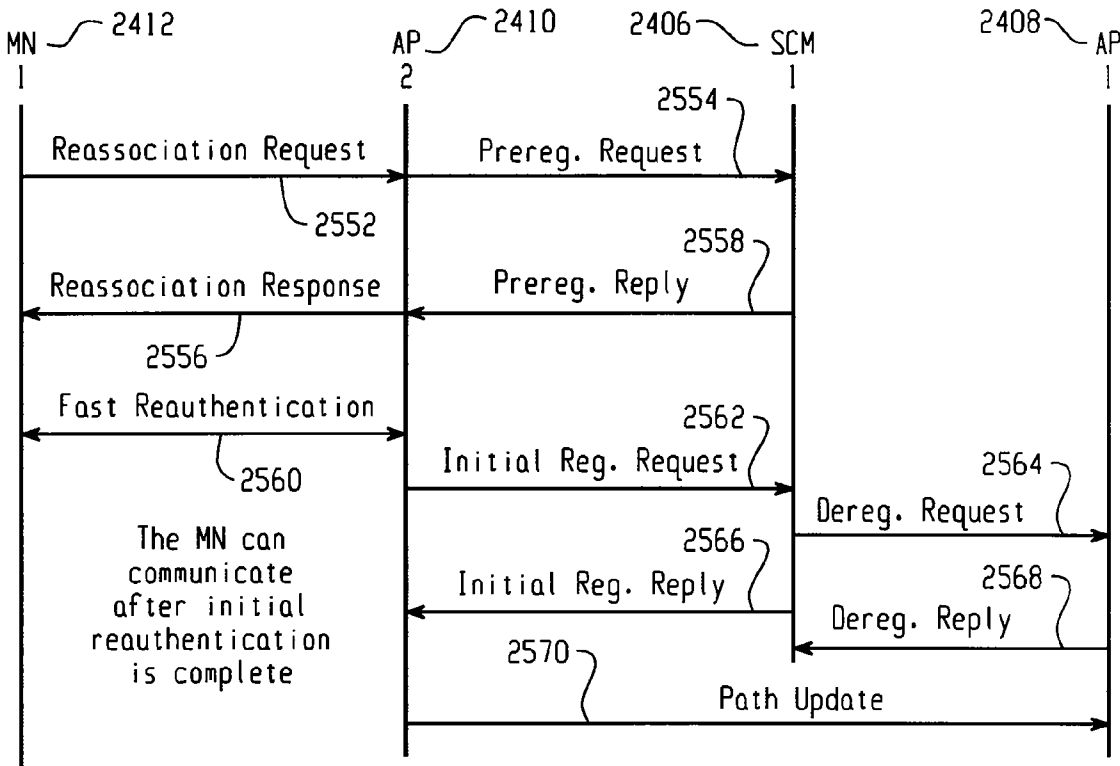 MN 2412 AP 2410 2406 SCM 2408 AP
1 2 1 1
2554
Reassociation Request Prereg. Request
2552
2558
Reassociation Response Prereg. Reply
2556
Fast Reauthentication
2562
2560 Initial Reg. Request
2564
Dereg. Request
The MN can
communicate
after initial
reauthentication
is complete
2566
Initial Reg. Reply
2568
Dereg. Reply
2570
Path Update